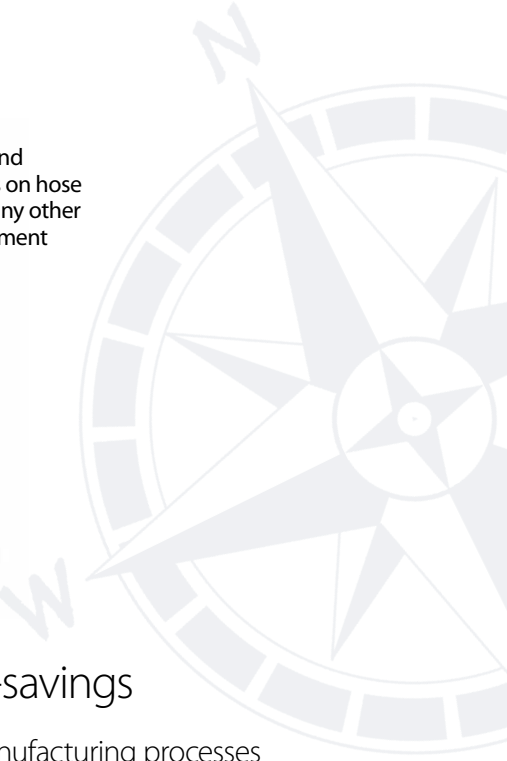 N
nd
s on hose
ny other
ment
W
-savings
nufacturing processes